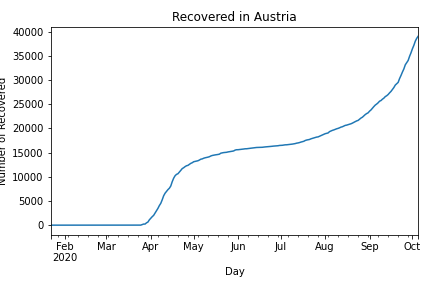 Recovered in Austria
40000
35000
30000
25000
20000
15000
10000
5000
0
Number of Recovered
Feb Mar Apr May Jun Jul Aug Sep Oct
2020
Day